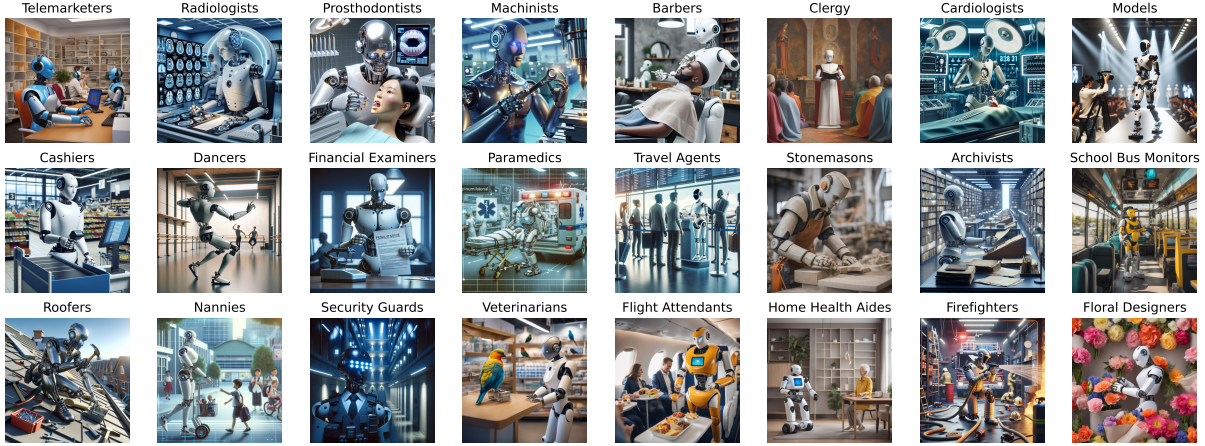 Telemarketers
Radiologists
Prosthodontists
Machinists
Barbers
Clergy
Cardiologists
Models
Cashiers
Dancers
Financial Examiners
Paramedics
Travel Agents
Stonemasons
Archivists
School Bus Monitors
Roofers
Nannies
Security Guards
Veterinarians
Flight Attendants
Home Health Aides
Firefighters
Floral Designers